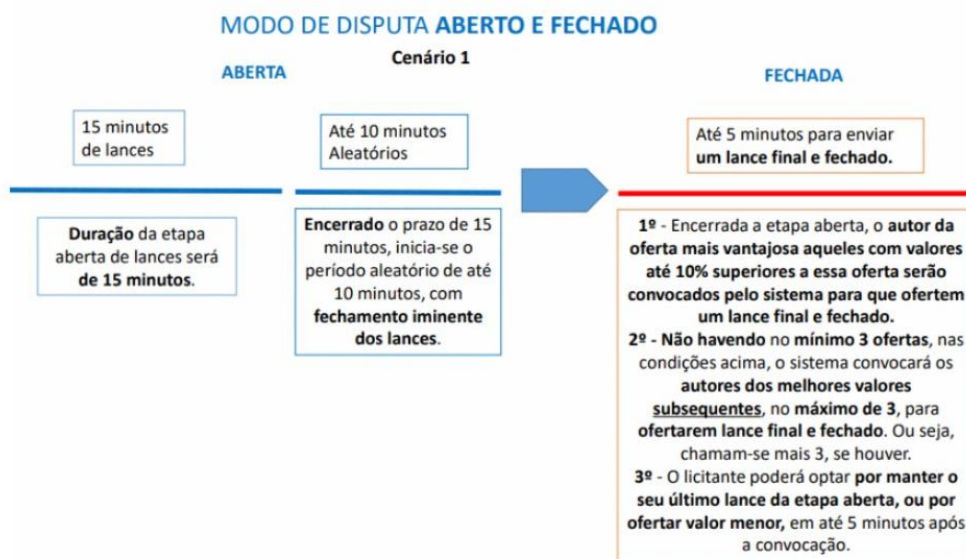 MODO DE DISPUTA ABERTO E FECHADO
Cenário 1
ABERTA
FECHADA
15 minutos
de lances
Até 10 minutos
Aleatórios
Até 5 minutos para enviar
um lance final e fechado.
Duração da etapa
aberta de lances será
de 15 minutos.
Encerrado o prazo de 15
minutos, inicia-se o
período aleatório de até
10 minutos, com
fechamento iminente
dos lances.
1º - Encerrada a etapa aberta, o autor da
oferta mais vantajosa aqueles com valores
até 10% superiores a essa oferta serão
convocados pelo sistema para que ofertem
um lance final e fechado.
2º - Não havendo no mínimo 3 ofertas, nas
condições acima, o sistema convocará os
autores dos melhores valores
subsequentes, no máximo de 3, para
ofertarem lance final e fechado. Ou seja,
chamam-se mais 3, se houver.
3º - O licitante poderá optar por manter o
seu último lance da etapa aberta, ou por
ofertar valor menor, em até 5 minutos após
a convocação.